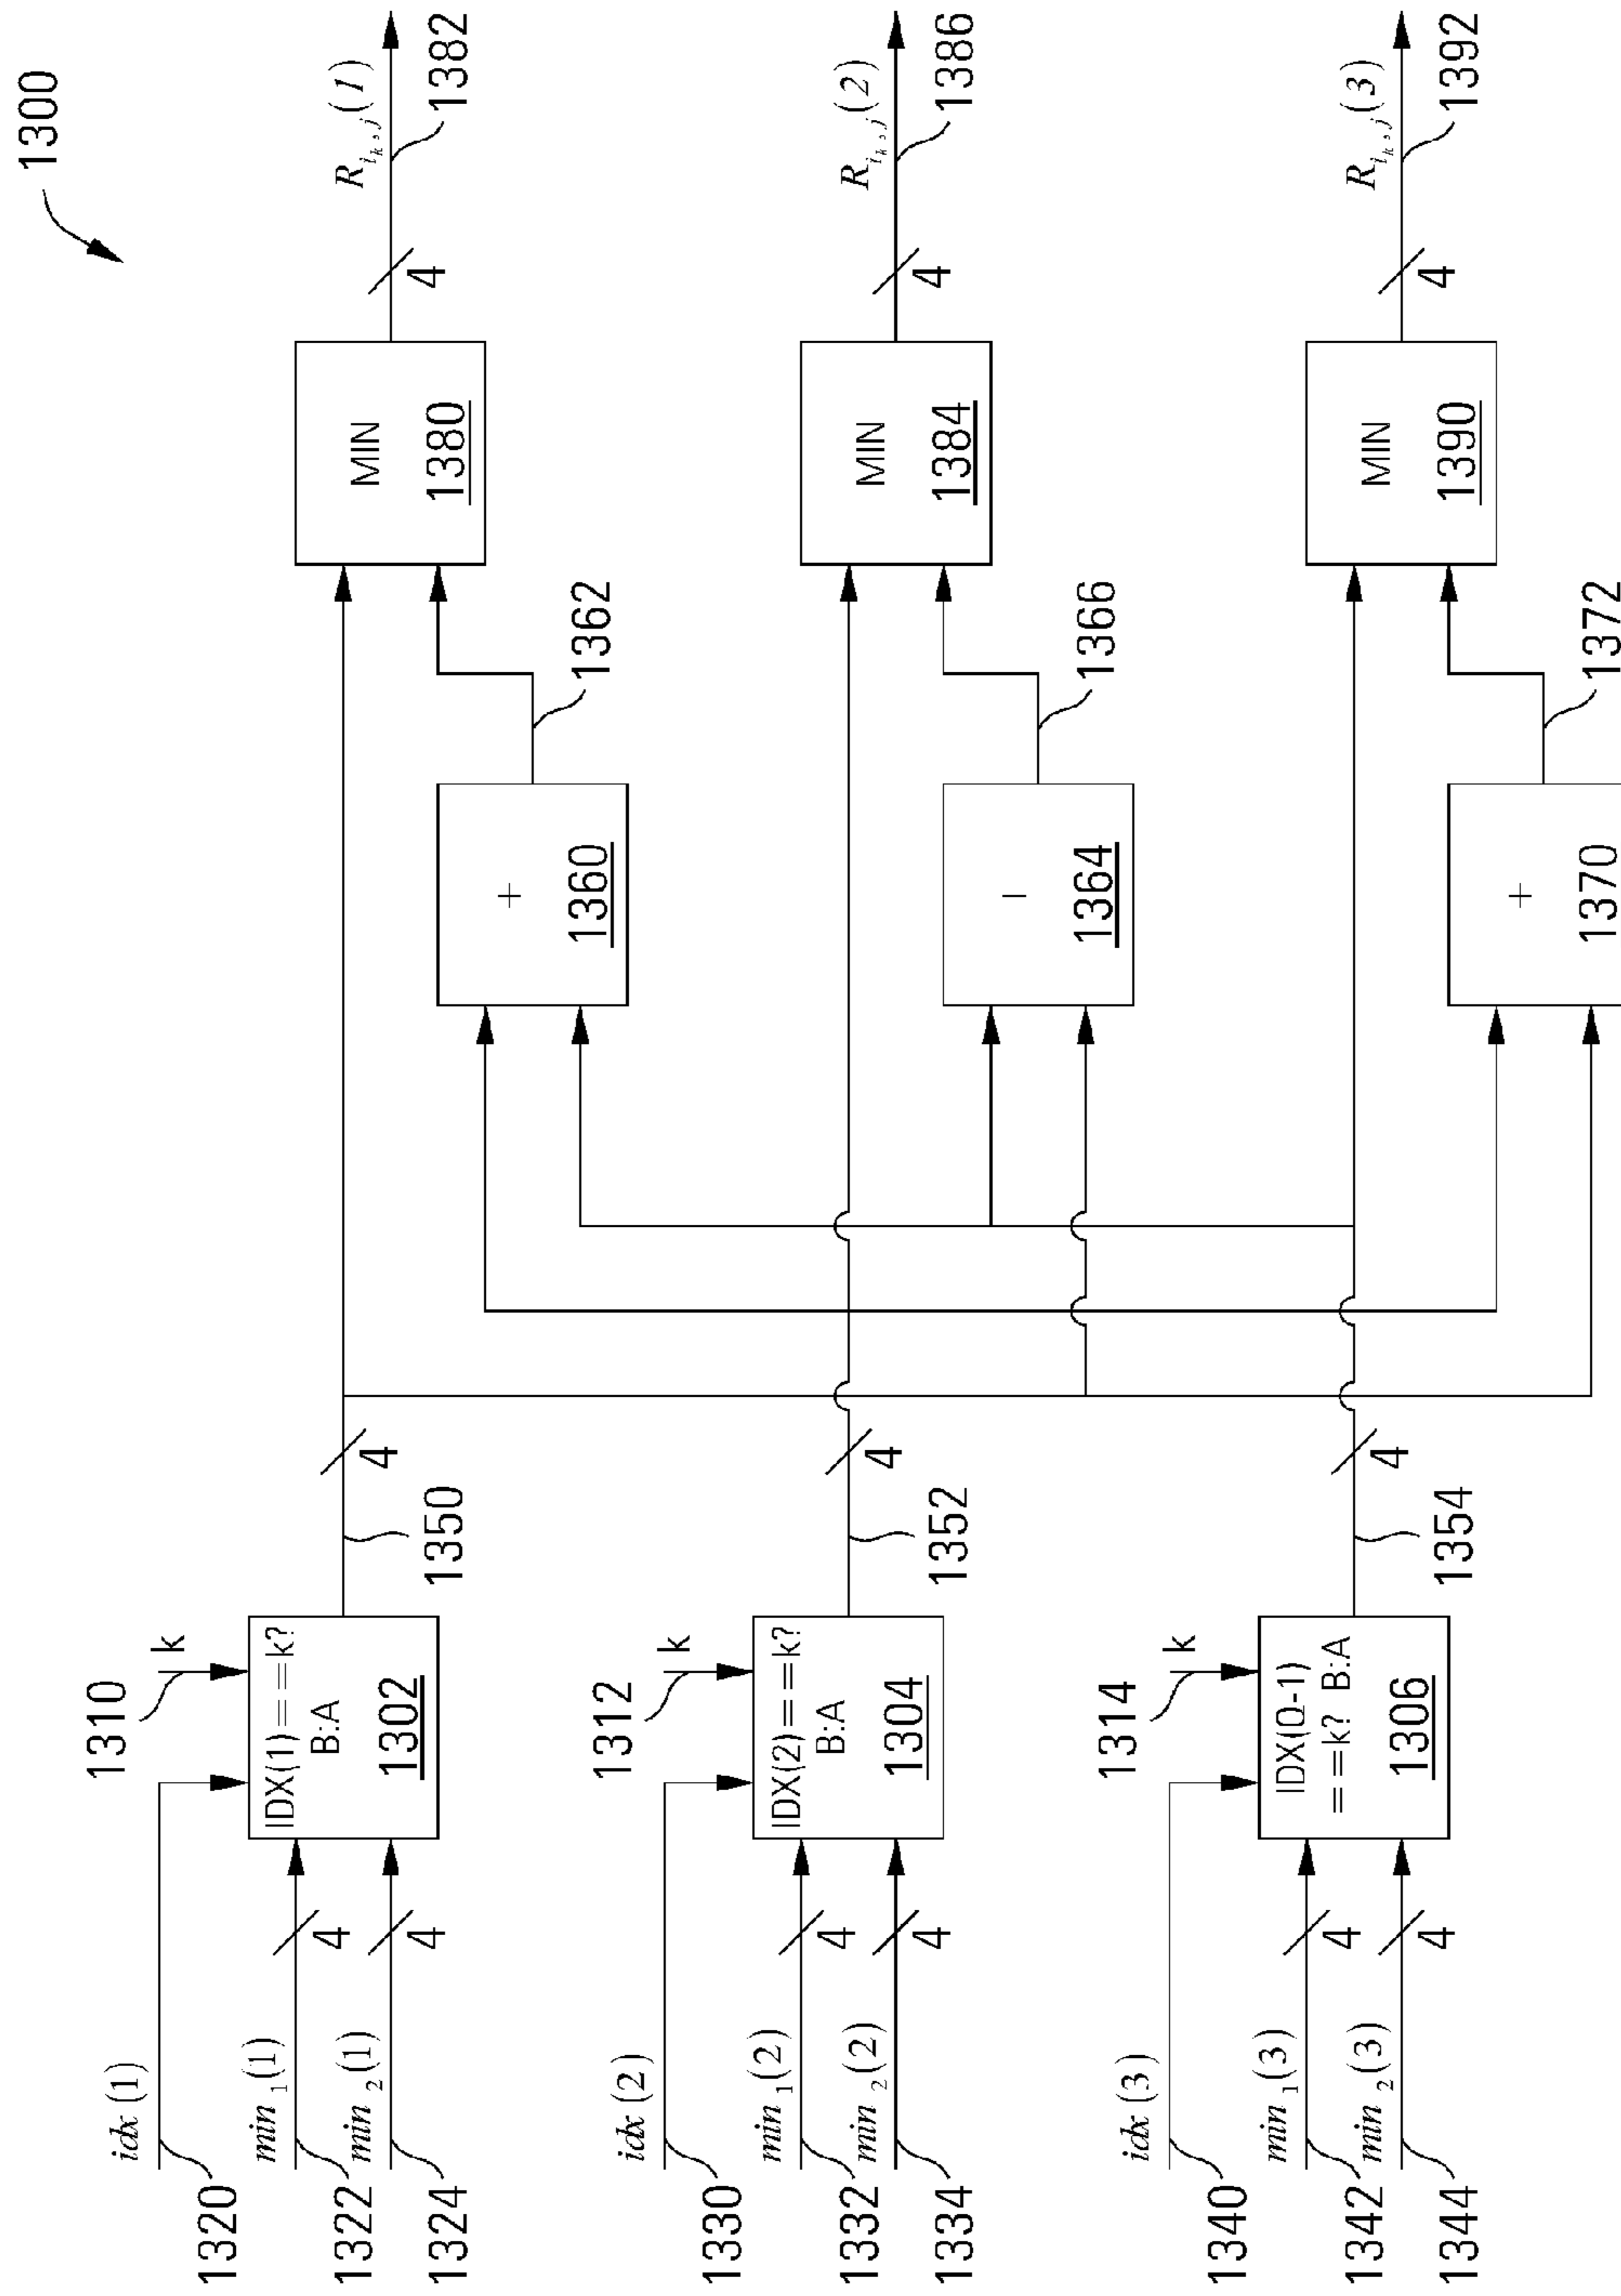 1300
idx (1)
1320
min 1 (1)
1322
min 2 (1)
1324
1310
k
4
4
IDX(1)==k?
B:A
1302
1350
4
+
1360
1362
MIN
1380
4
R i k , j (1)
1382
idx (2)
1330
min 1 (2)
1332
min 2 (2)
1334
1312
k
4
4
IDX(2)==k?
B:A
1304
1352
4
–
1364
1366
MIN
1384
4
R i k , j (2)
1386
idx (3)
1340
min 1 (3)
1342
min 2 (3)
1344
1314
k
4
4
IDX(Q-1)
==k? B:A
1306
1354
4
+
1370
1372
MIN
1390
4
R i k , j (3)
1392